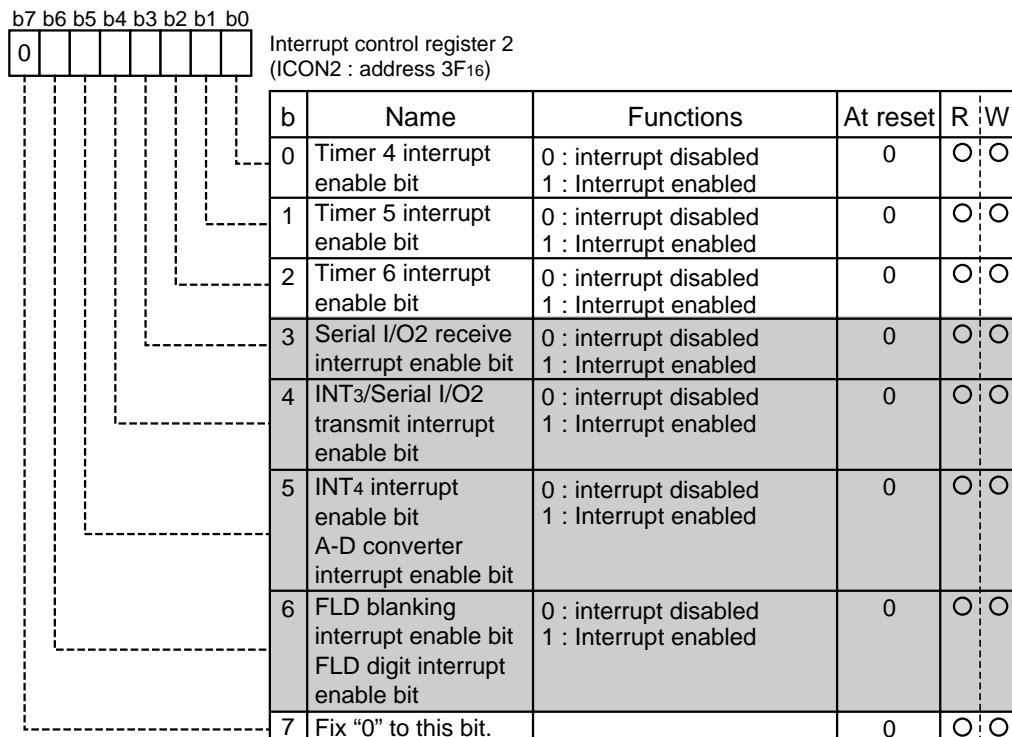 b7 b6 b5 b4 b3 b2 b1 b0
0
Interrupt control register 2
(ICON2 : address 3F16)
b Name Functions At reset R W
0 Timer 4 interrupt enable bit 0 : interrupt disabled 1 : Interrupt enabled 0 O O
1 Timer 5 interrupt enable bit 0 : interrupt disabled 1 : Interrupt enabled 0 O O
2 Timer 6 interrupt enable bit 0 : interrupt disabled 1 : Interrupt enabled 0 O O
3 Serial I/O2 receive interrupt enable bit 0 : interrupt disabled 1 : Interrupt enabled 0 O O
4 INT3/Serial I/O2 transmit interrupt enable bit 0 : interrupt disabled 1 : Interrupt enabled 0 O O
5 INT4 interrupt enable bit A-D converter interrupt enable bit 0 : interrupt disabled 1 : Interrupt enabled 0 O O
6 FLD blanking interrupt enable bit FLD digit interrupt enable bit 0 : interrupt disabled 1 : Interrupt enabled 0 O O
7 Fix “0” to this bit. 0 O O